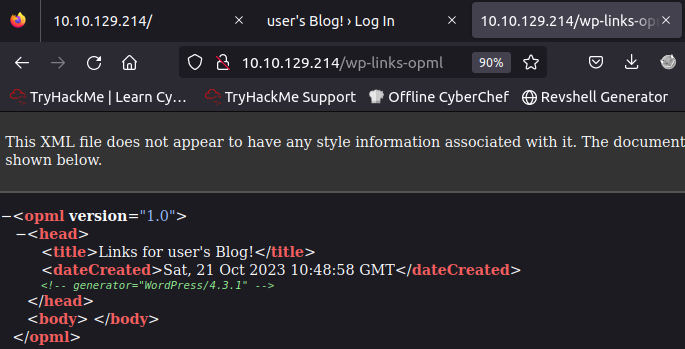 10.10.129.214/
user's Blog! › Log In
10.10.129.214/wp-links-opm
10.10.129.214/wp-links-opml
90%
TryHackMe | Learn Cy…
TryHackMe Support
Offline CyberChef
Revshell Generator
This XML file does not appear to have any style information associated with it. The document
shown below.
−<opml version="1.0">
−<head>
<title>Links for user's Blog!</title>
<dateCreated>Sat, 21 Oct 2023 10:48:58 GMT</dateCreated>
<!-- generator="WordPress/4.3.1" -->
</head>
<body> </body>
</opml>